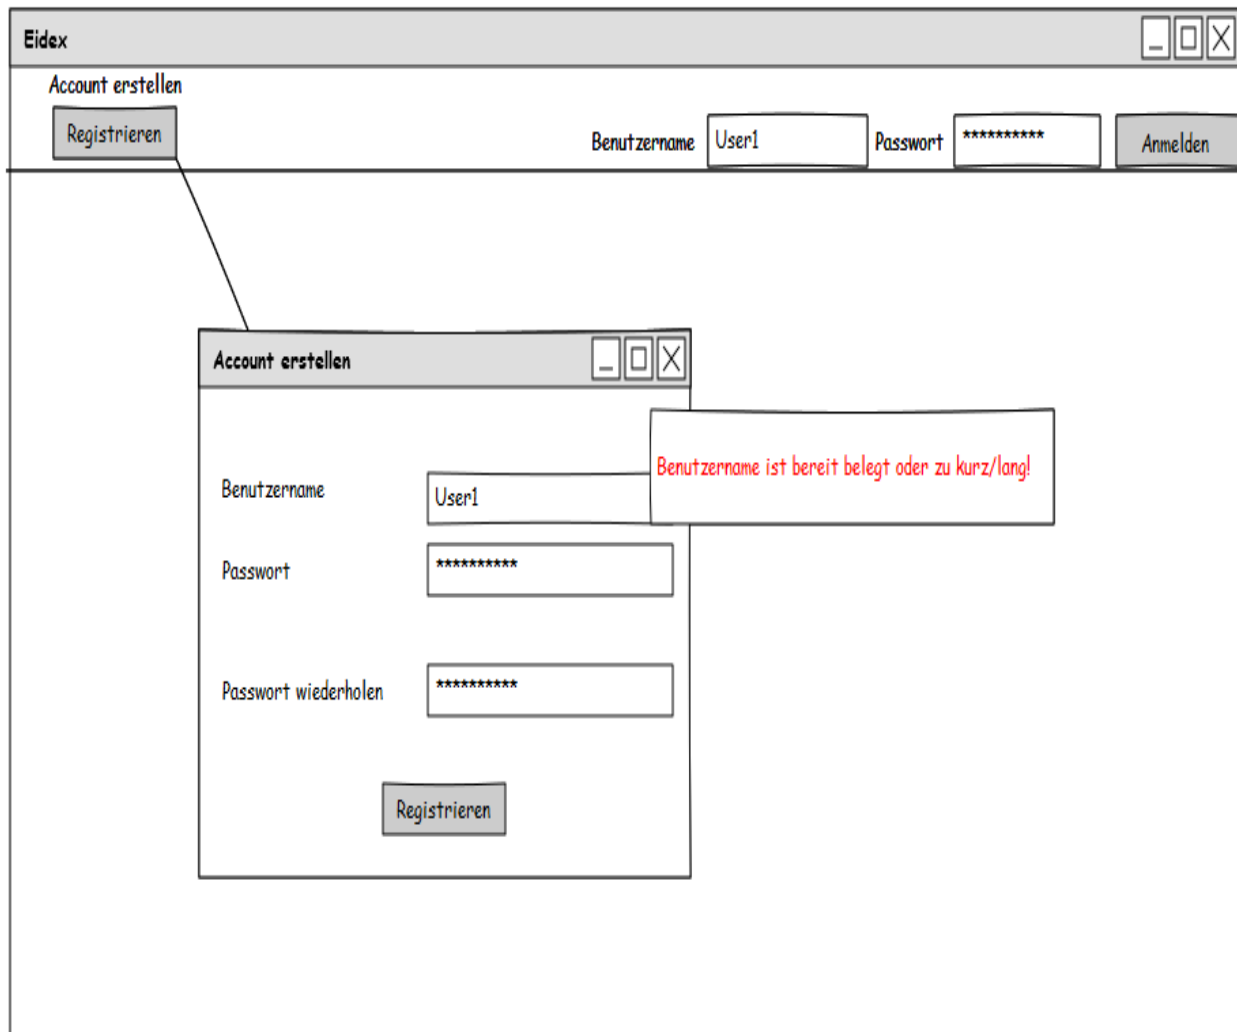 Eidex
Account erstellen
Registrieren
Benutzername
User1
Passwort
**********
Anmelden
Account erstellen
Benutzername ist bereit belegt oder zu kurz/lang!
Benutzername
User1
Passwort
**********
Passwort wiederholen
**********
Registrieren